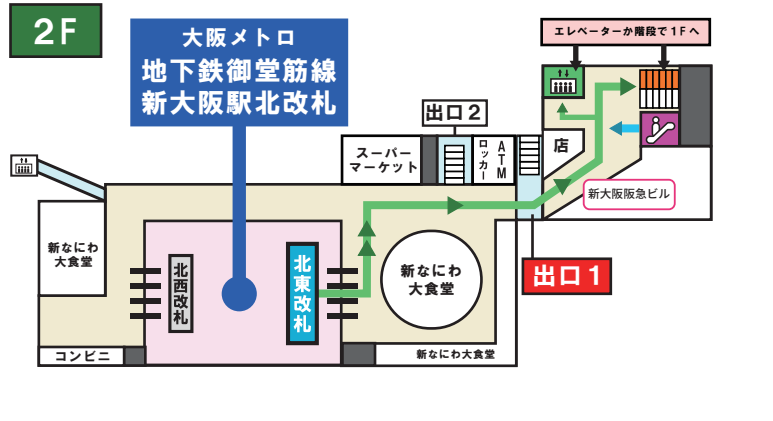 2F
大阪メトロ
地下鉄御堂筋線
新大阪駅北改札
エレベーターか階段で1Fへ
出口2
スーパー
マーケット
ロッカー
ATM
店
新大阪阪急ビル
新なにわ
大食堂
北西改札
北東改札
新なにわ
大食堂
出口1
コンビニ
新なにわ大食堂